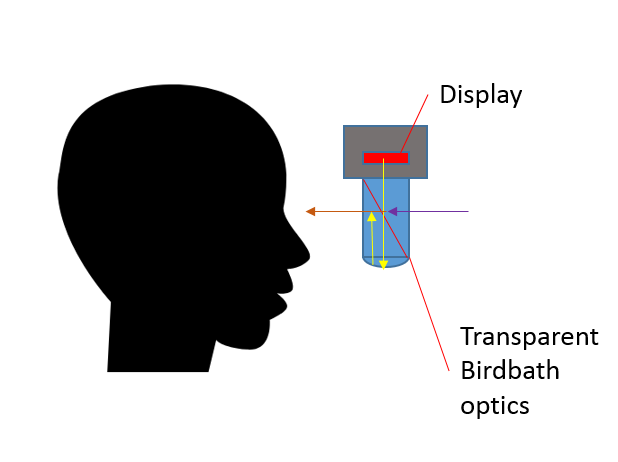 Display
Transparent
Birdbath
optics